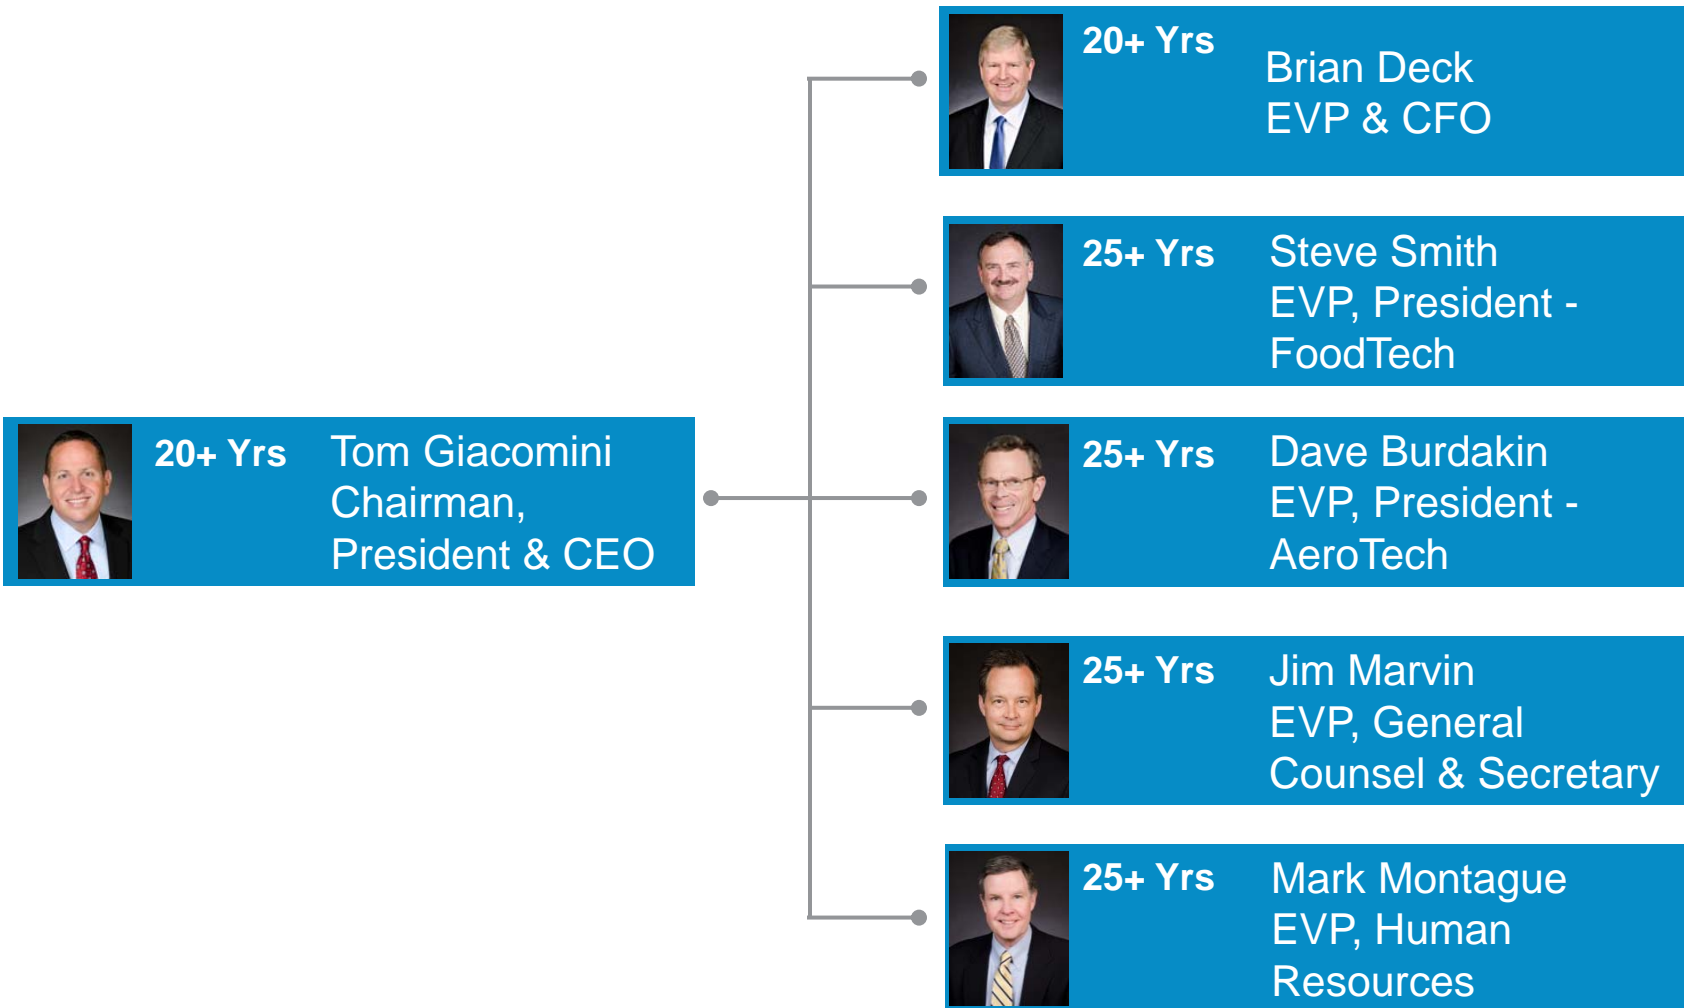 20+ Yrs
Brian Deck
EVP & CFO
25+ Yrs
Steve Smith
EVP, President -
FoodTech
20+ Yrs
Tom Giacomini
Chairman,
President & CEO
25+ Yrs
Dave Burdakin
EVP, President -
AeroTech
25+ Yrs
Jim Marvin
EVP, General
Counsel & Secretary
25+ Yrs
Mark Montague
EVP, Human
Resources